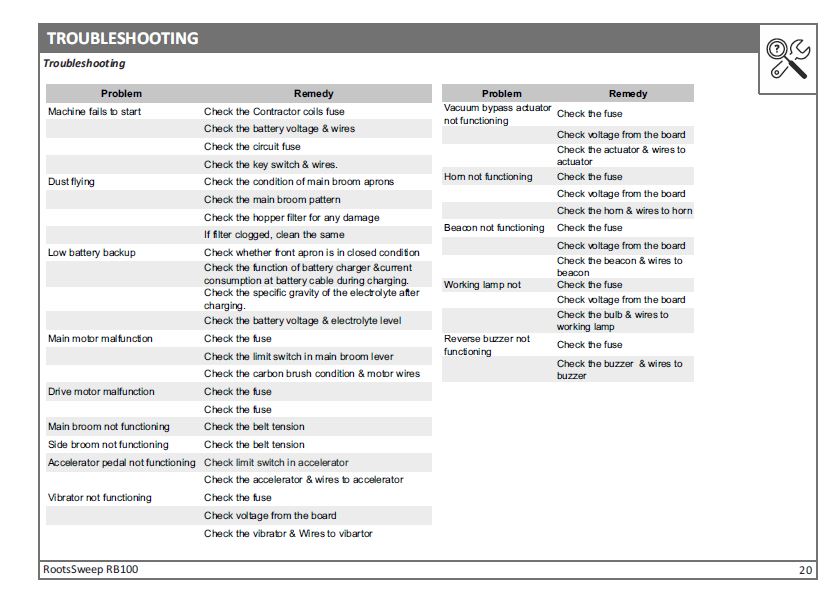 TROUBLESHOOTING
Troubleshooting
Problem Remedy
Machine fails to start Check the Contractor coils fuse
Check the battery voltage & wires
Check the circuit fuse
Check the key switch & wires.
Dust flying Check the condition of main broom aprons
Check the main broom pattern
Check the hopper filter for any damage
If filter clogged, clean the same
Low battery backup Check whether front apron is in closed condition
Check the function of battery charger &current
consumption at battery cable during charging.
Check the specific gravity of the electrolyte after
charging.
Check the battery voltage & electrolyte level
Main motor malfunction Check the fuse
Check the limit switch in main broom lever
Check the carbon brush condition & motor wires
Drive motor malfunction Check the fuse
Check the fuse
Main broom not functioning Check the belt tension
Side broom not functioning Check the belt tension
Accelerator pedal not functioning Check limit switch in accelerator
Check the accelerator & wires to accelerator
Vibrator not functioning Check the fuse
Check voltage from the board
Check the vibrator & Wires to vibartor
Problem Remedy
Vacuum bypass actuator
not functioning Check the fuse
Check voltage from the board
Check the actuator & wires to
actuator
Horn not functioning Check the fuse
Check voltage from the board
Check the horn & wires to horn
Beacon not functioning Check the fuse
Check voltage from the board
Check the beacon & wires to
beacon
Working lamp not Check the fuse
Check voltage from the board
Check the bulb & wires to
working lamp
Reverse buzzer not
functioning Check the fuse
Check the buzzer & wires to
buzzer
RootsSweep RB100 20